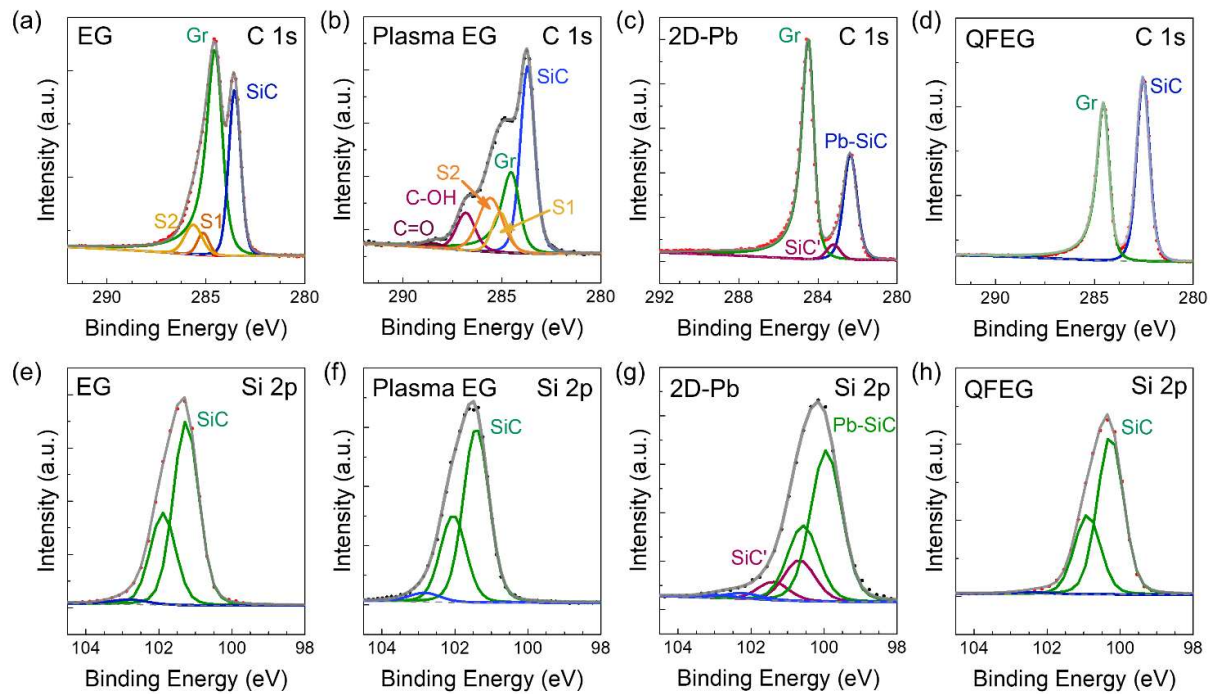 (a)
EG
Gr
C 1s
SiC
S2
S1
Intensity (a.u.)
290
285
280
Binding Energy (eV)
(b)
Plasma EG
C 1s
SiC
S2
Gr
C-OH
C=O
S1
Intensity (a.u.)
290
285
280
Binding Energy (eV)
(c)
2D-Pb
Gr
C 1s
Pb-SiC
SiC'
Intensity (a.u.)
292
288
284
280
Binding Energy (eV)
(d)
QFEG
C 1s
Gr
SiC
Intensity (a.u.)
290
285
280
Binding Energy (eV)
(e)
EG
Si 2p
SiC
Intensity (a.u.)
104
102
100
98
Binding Energy (eV)
(f)
Plasma EG
Si 2p
SiC
Intensity (a.u.)
104
102
100
98
Binding Energy (eV)
(g)
2D-Pb
Si 2p
Pb-SiC
SiC'
Intensity (a.u.)
104
102
100
98
Binding Energy (eV)
(h)
QFEG
Si 2p
SiC
Intensity (a.u.)
104
102
100
98
Binding Energy (eV)